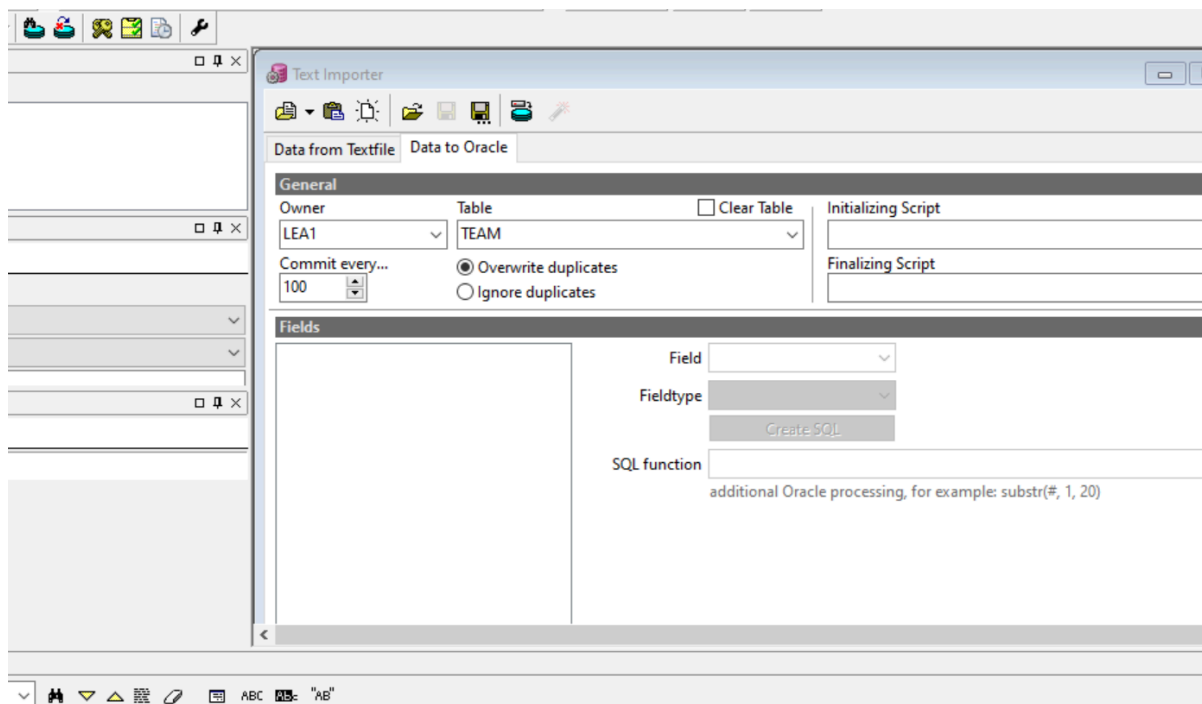 Text Importer
Data from Textfile
Data to Oracle
General
Owner
Table
Clear Table
Initializing Script
LEA1
TEAM
Commit every...
Overwrite duplicates
Finalizing Script
100
Ignore duplicates
Fields
Field
Fieldtype
Create SQL
SQL function
additional Oracle processing, for example: substr(#, 1, 20)
ABC
"AB"